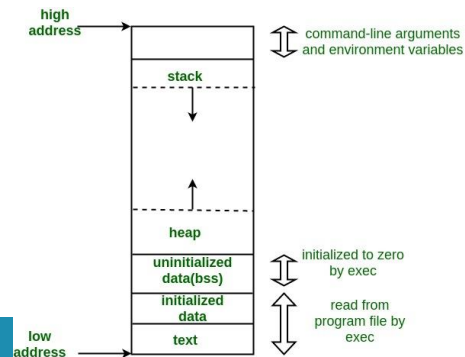 high
address
command-line arguments
and environment variables
stack
heap
uninitialized
data(bss)
initialized to zero
by exec
initialized
data
read from
program file by
exec
text
low
address